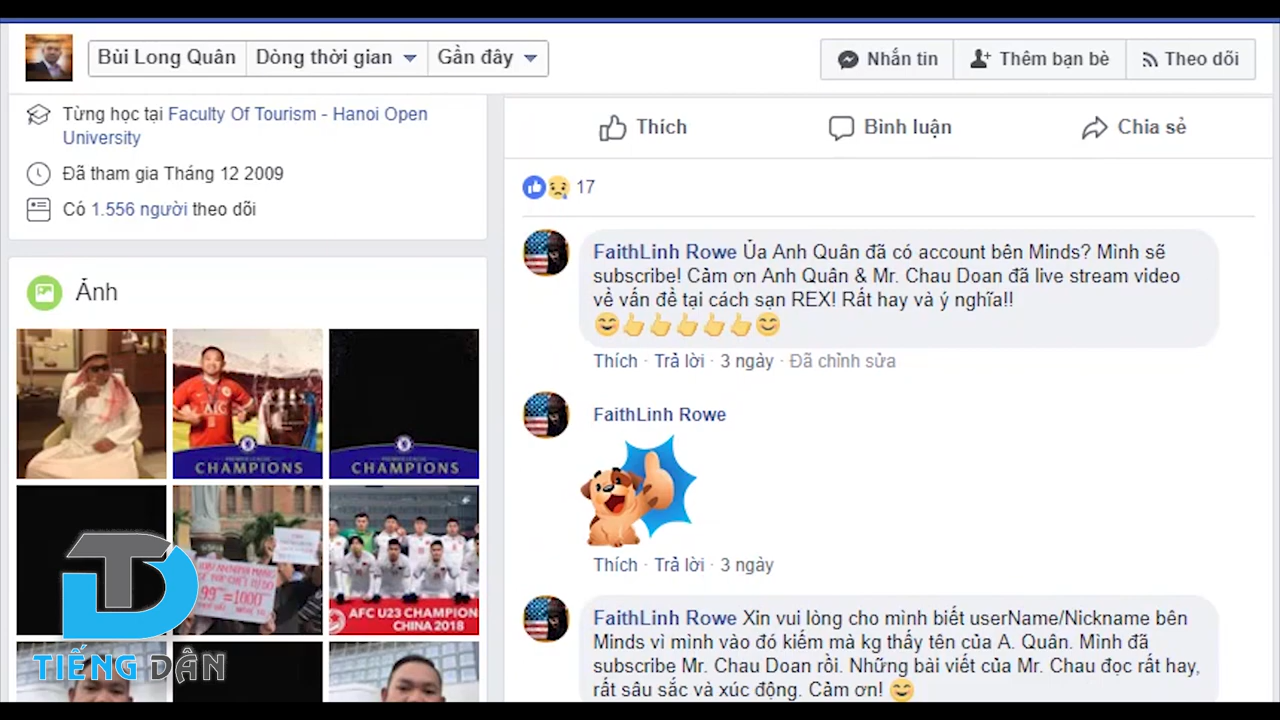 Bùi Long Quân Dòng thời gian Gần đây
Nhắn tin Thêm bạn bè Theo dõi
Từng học tại Faculty Of Tourism - Hanoi Open
University
Đã tham gia Tháng 12 2009
Có 1.556 người theo dõi
Ảnh
CHAMPIONS
CHAMPIONS
AFC U23 CHAMPION
CHINA 2018
TIẾNG DÂN
Thích Bình luận Chia sẻ
17
FaithLinh Rowe Ủa Anh Quân đã có account bên Minds? Mình sẽ
subscribe! Cảm ơn Anh Quân & Mr. Chau Doan đã live stream video
về vấn đề tại cách sạn REX! Rất hay và ý nghĩa!!
😊👍👍👍👍👍😊
Thích · Trả lời · 3 ngày · Đã chỉnh sửa
FaithLinh Rowe
Thích · Trả lời · 3 ngày
FaithLinh Rowe Xin vui lòng cho mình biết userName/Nickname bên
Minds vì mình vào đó kiếm mà kg thấy tên của A. Quân. Mình đã
subscribe Mr. Chau Doan rồi. Những bài viết của Mr. Chau đọc rất hay,
rất sâu sắc và xúc động. Cảm ơn! 😊